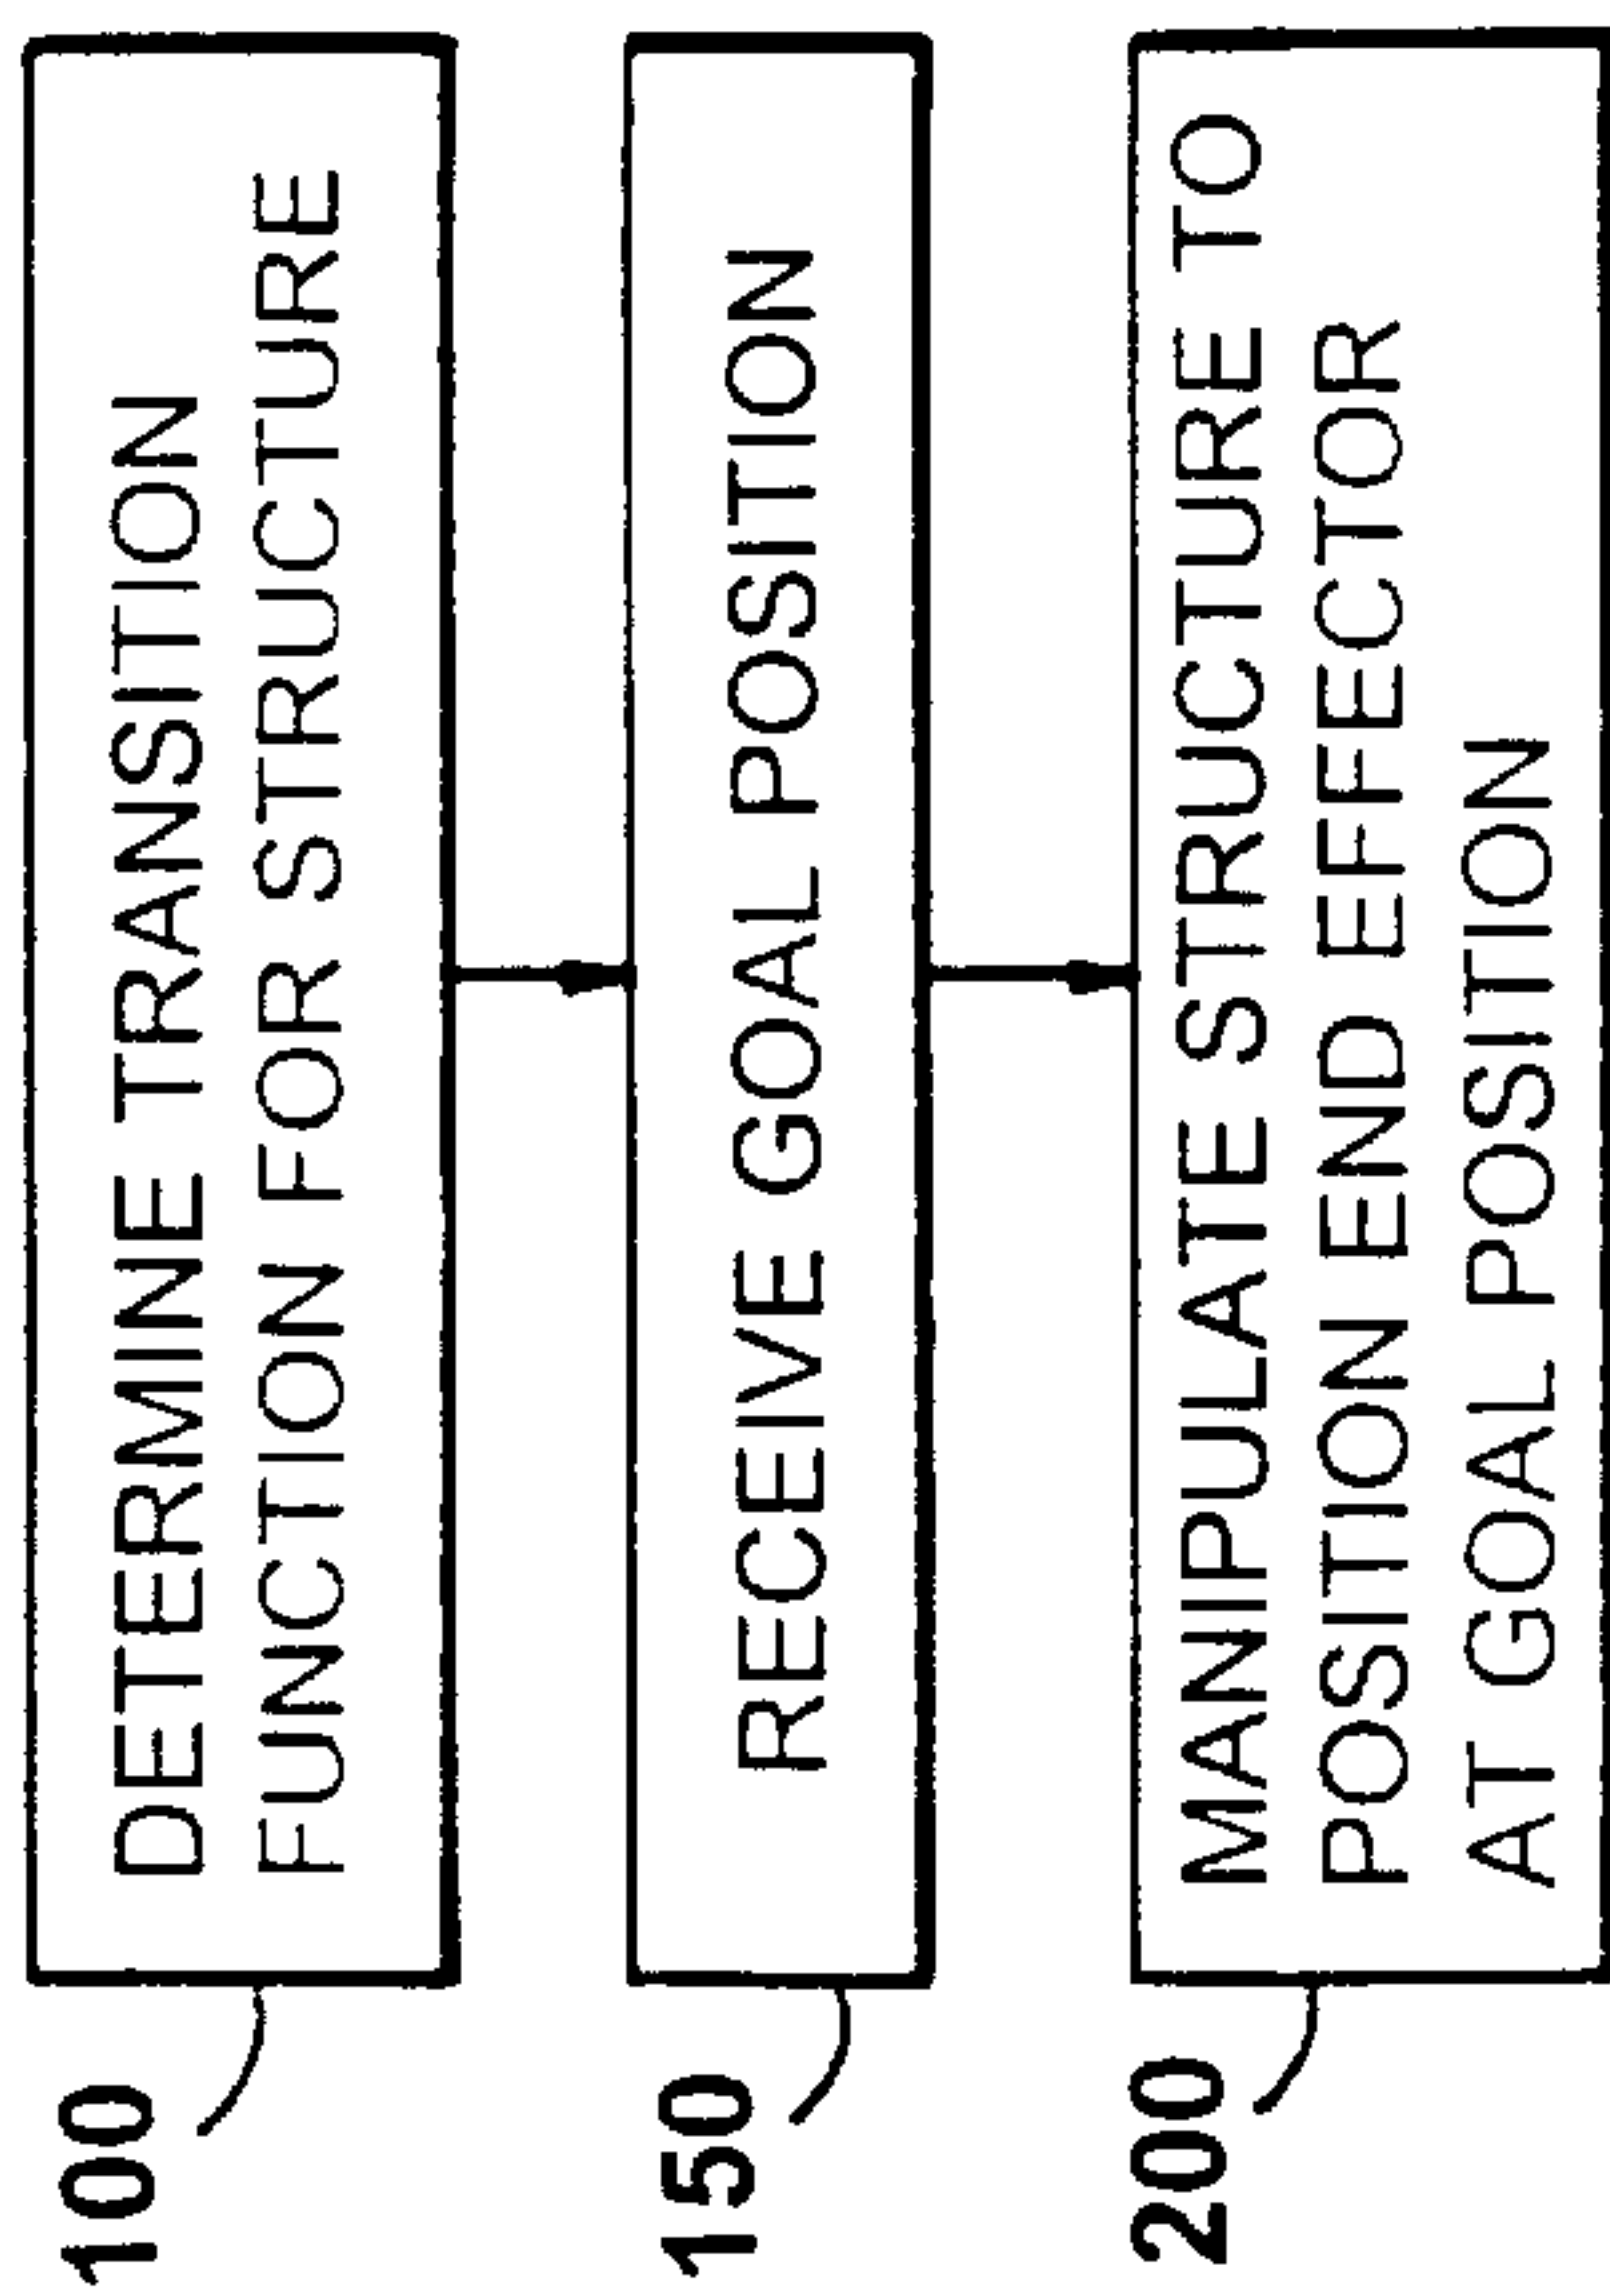 100
DETERMINE TRANSITION
FUNCTION FOR STRUCTURE
150
RECEIVE GOAL POSITION
200
MANIPULATE STRUCTURE TO
POSITION END EFFECTOR
AT GOAL POSITION